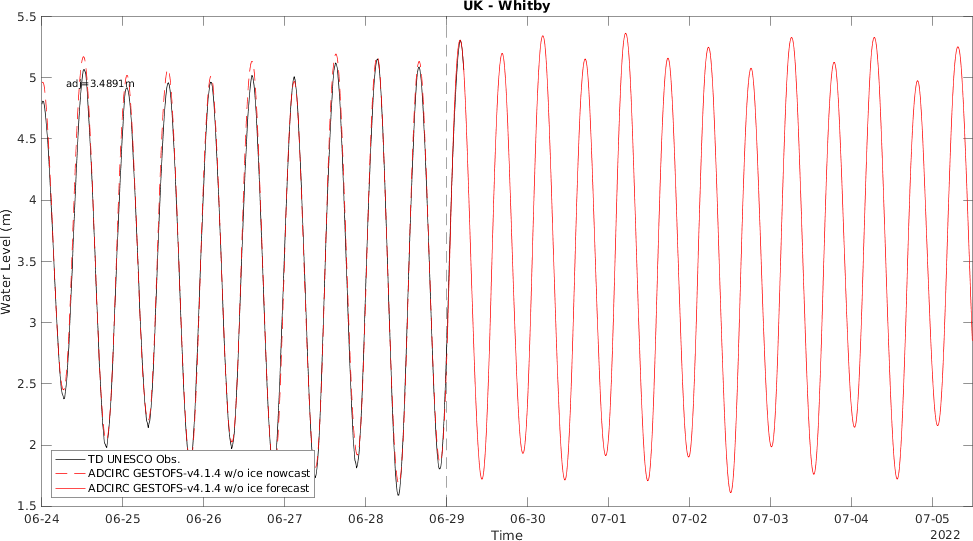 UK - Whitby
5.5
5
4.5
4
3.5
3
2.5
2
1.5
Water Level (m)
adj=3.4891m
TD UNESCO Obs.
ADCIRC GESTOFS-v4.1.4 w/o ice nowcast
ADCIRC GESTOFS-v4.1.4 w/o ice forecast
06-24 06-25 06-26 06-27 06-28 06-29 06-30 07-01 07-02 07-03 07-04 07-05
Time
2022